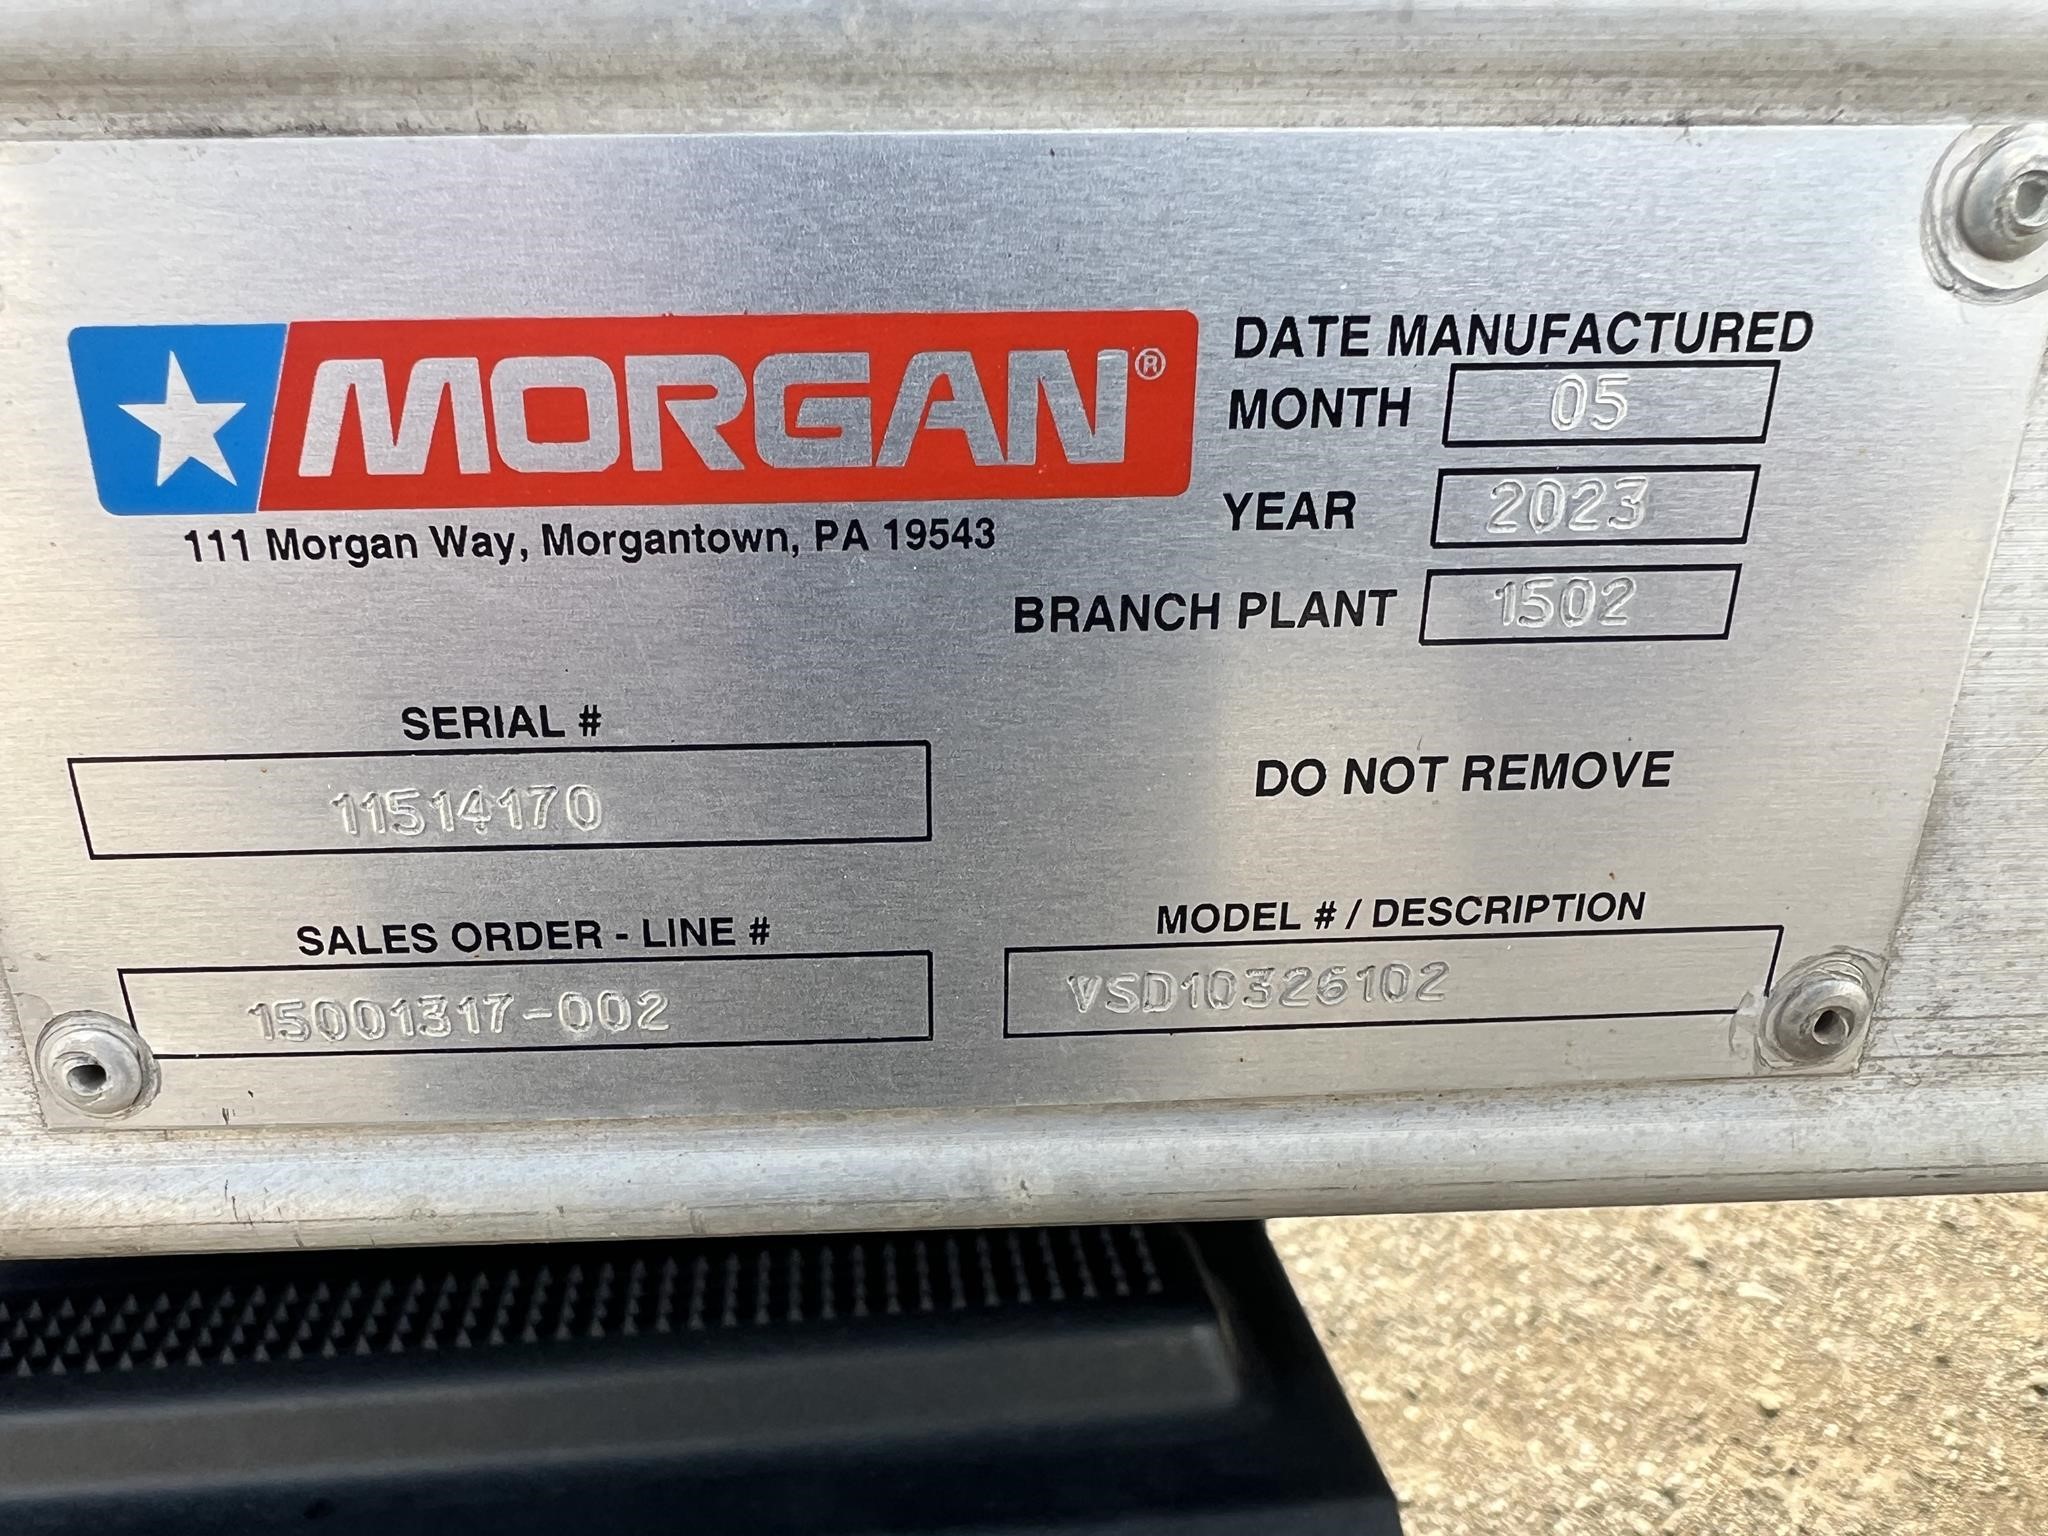 MORGAN®
111 Morgan Way, Morgantown, PA 19543
DATE MANUFACTURED
MONTH 05
YEAR 2023
BRANCH PLANT 1502
SERIAL #
11514170
DO NOT REMOVE
SALES ORDER - LINE #
15001317-002
MODEL # / DESCRIPTION
VSD10326102